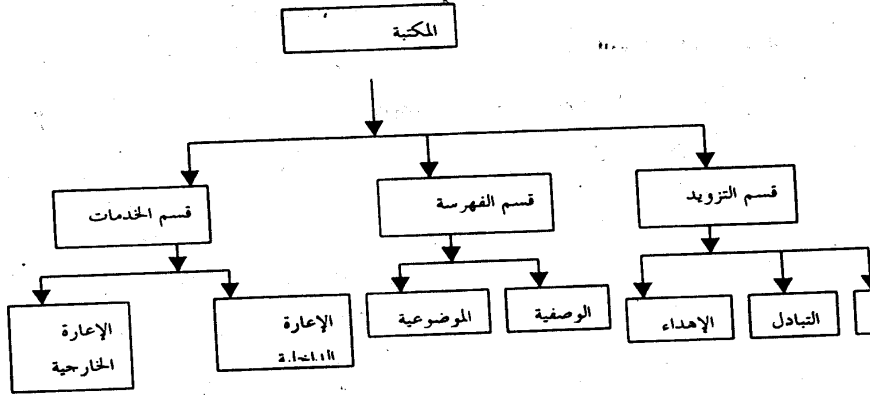 المكتبة
قسم التزويد
قسم الفهرسة
قسم الخدمات
التبادل
الإهداء
الوصفية
الموضوعية
الإعارة
الإعارة
الخارجية